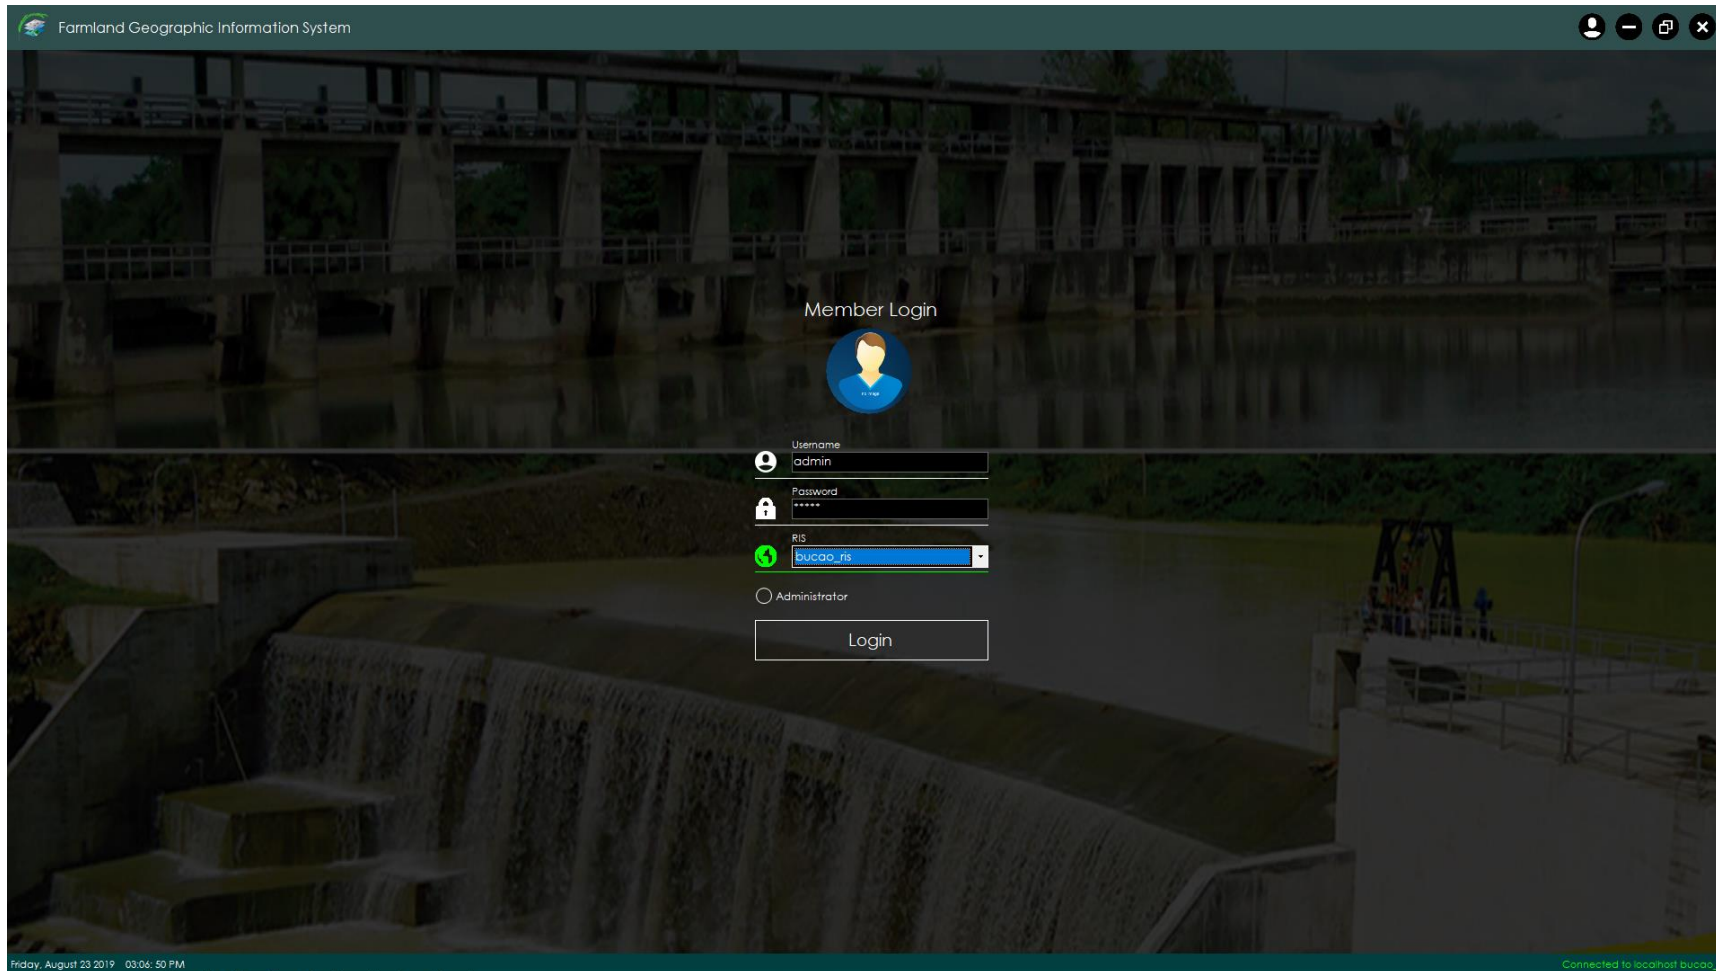 Farmland Geographic Information System
Member Login
Username
admin
Password
*****
RIS
bucao_ris
Administrator
Login
Friday, August 23 2019 03:06: 50 PM
Connected to localhost bucao